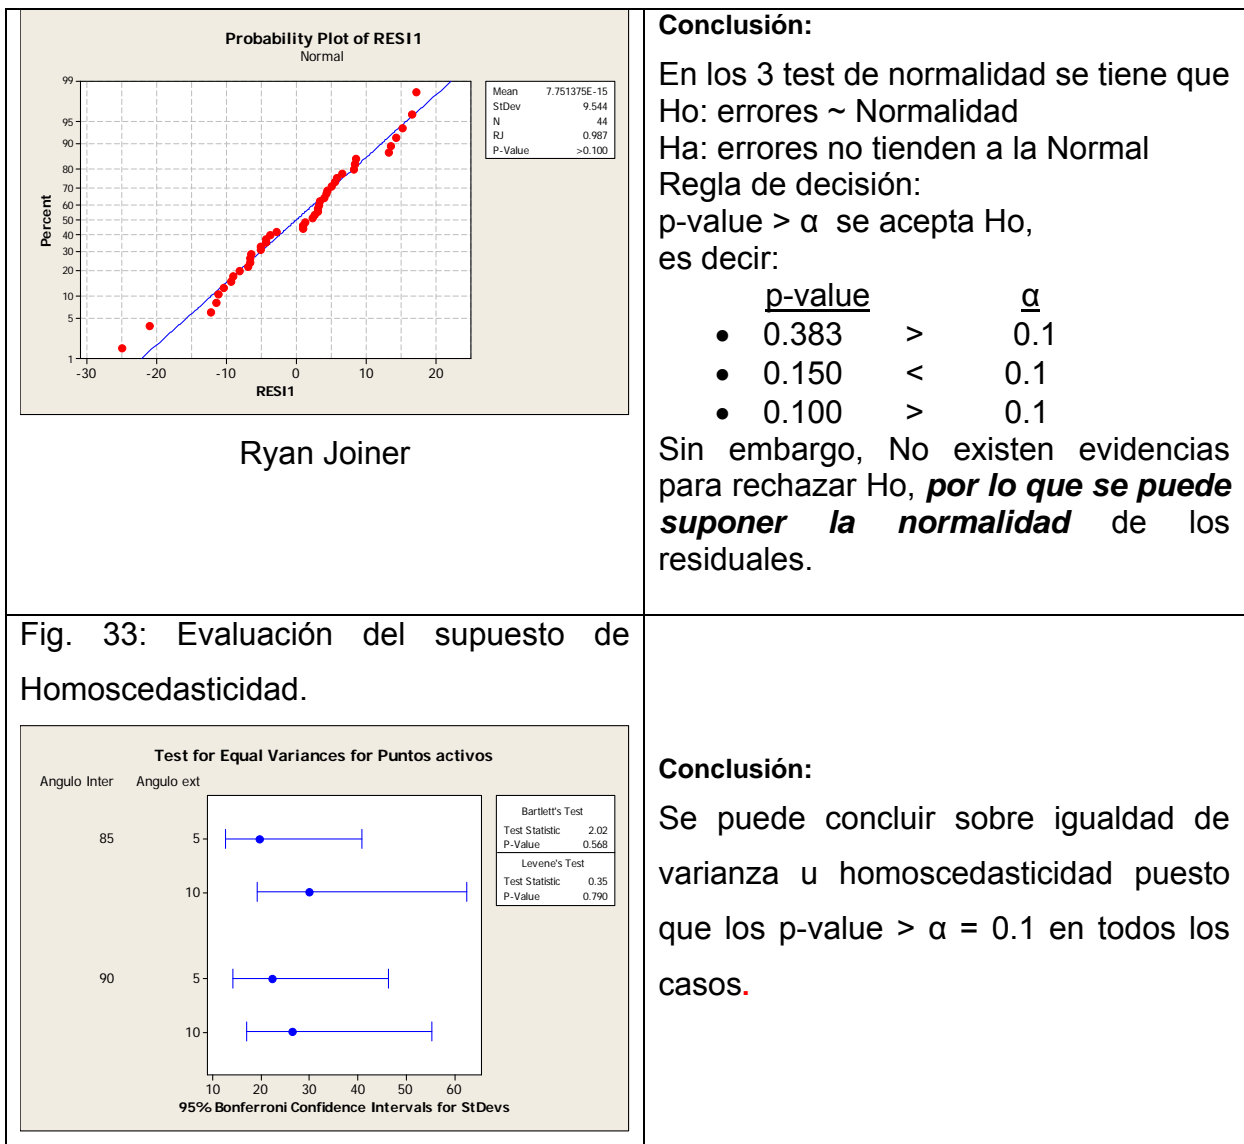 Probability Plot of RESI1
Normal
99
95
90
80
70
60
50
40
30
20
10
5
1
Percent
-30 -20 -10 0 10 20
RESI1
Mean 7.751375E-15
StDev 9.544
N 44
RJ 0.987
P-Value >0.100
Ryan Joiner
Conclusión:
En los 3 test de normalidad se tiene que
Ho: errores ~ Normalidad
Ha: errores no tienden a la Normal
Regla de decisión:
p-value > α se acepta Ho,
es decir:
p-value α
• 0.383 > 0.1
• 0.150 < 0.1
• 0.100 > 0.1
Sin embargo, No existen evidencias
para rechazar Ho, por lo que se puede
suponer la normalidad de los
residuales.
Fig. 33: Evaluación del supuesto de
Homoscedasticidad.
Test for Equal Variances for Puntos activos
Angulo Inter Angulo ext
85 5
10
90 5
10
10 20 30 40 50 60
95% Bonferroni Confidence Intervals for StDevs
Bartlett's Test
Test Statistic 2.02
P-Value 0.568
Levene's Test
Test Statistic 0.35
P-Value 0.790
Conclusión:
Se puede concluir sobre igualdad de
varianza u homoscedasticidad puesto
que los p-value > α = 0.1 en todos los
casos.